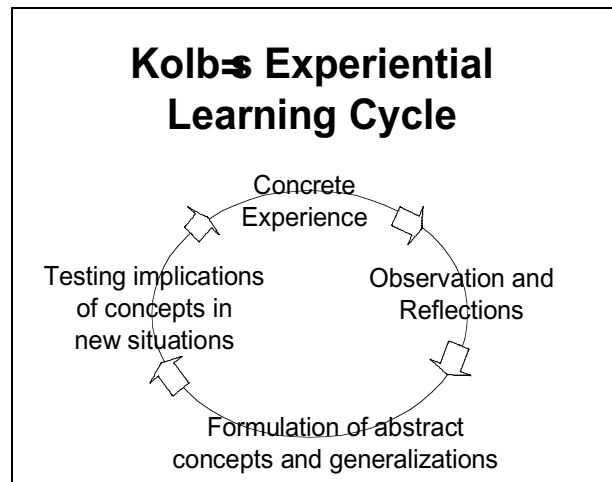 Kolb=s Experiential
Learning Cycle
Concrete
Experience
Observation and
Reflections
Formulation of abstract
concepts and generalizations
Testing implications
of concepts in
new situations